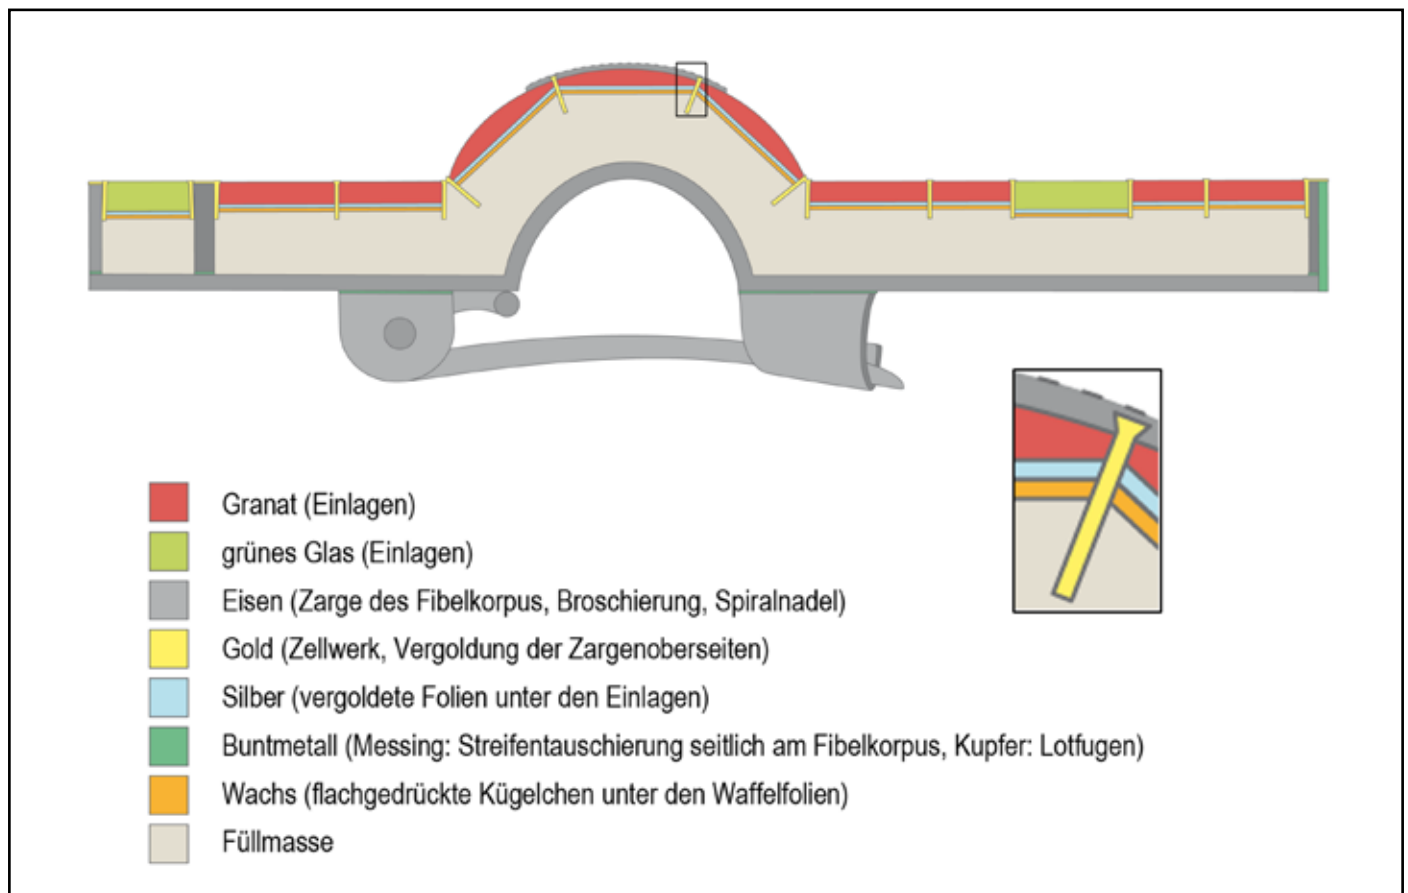 Granat (Einlagen)
grünes Glas (Einlagen)
Eisen (Zarge des Fibelkorpus, Broschierung, Spiralnadel)
Gold (Zellwerk, Vergoldung der Zargenoberseiten)
Silber (vergoldete Folien unter den Einlagen)
Buntmetall (Messing: Streifentauschierung seitlich am Fibelkorpus, Kupfer: Lotfugen)
Wachs (flachgedrückte Kügelchen unter den Waffelfolien)
Füllmasse